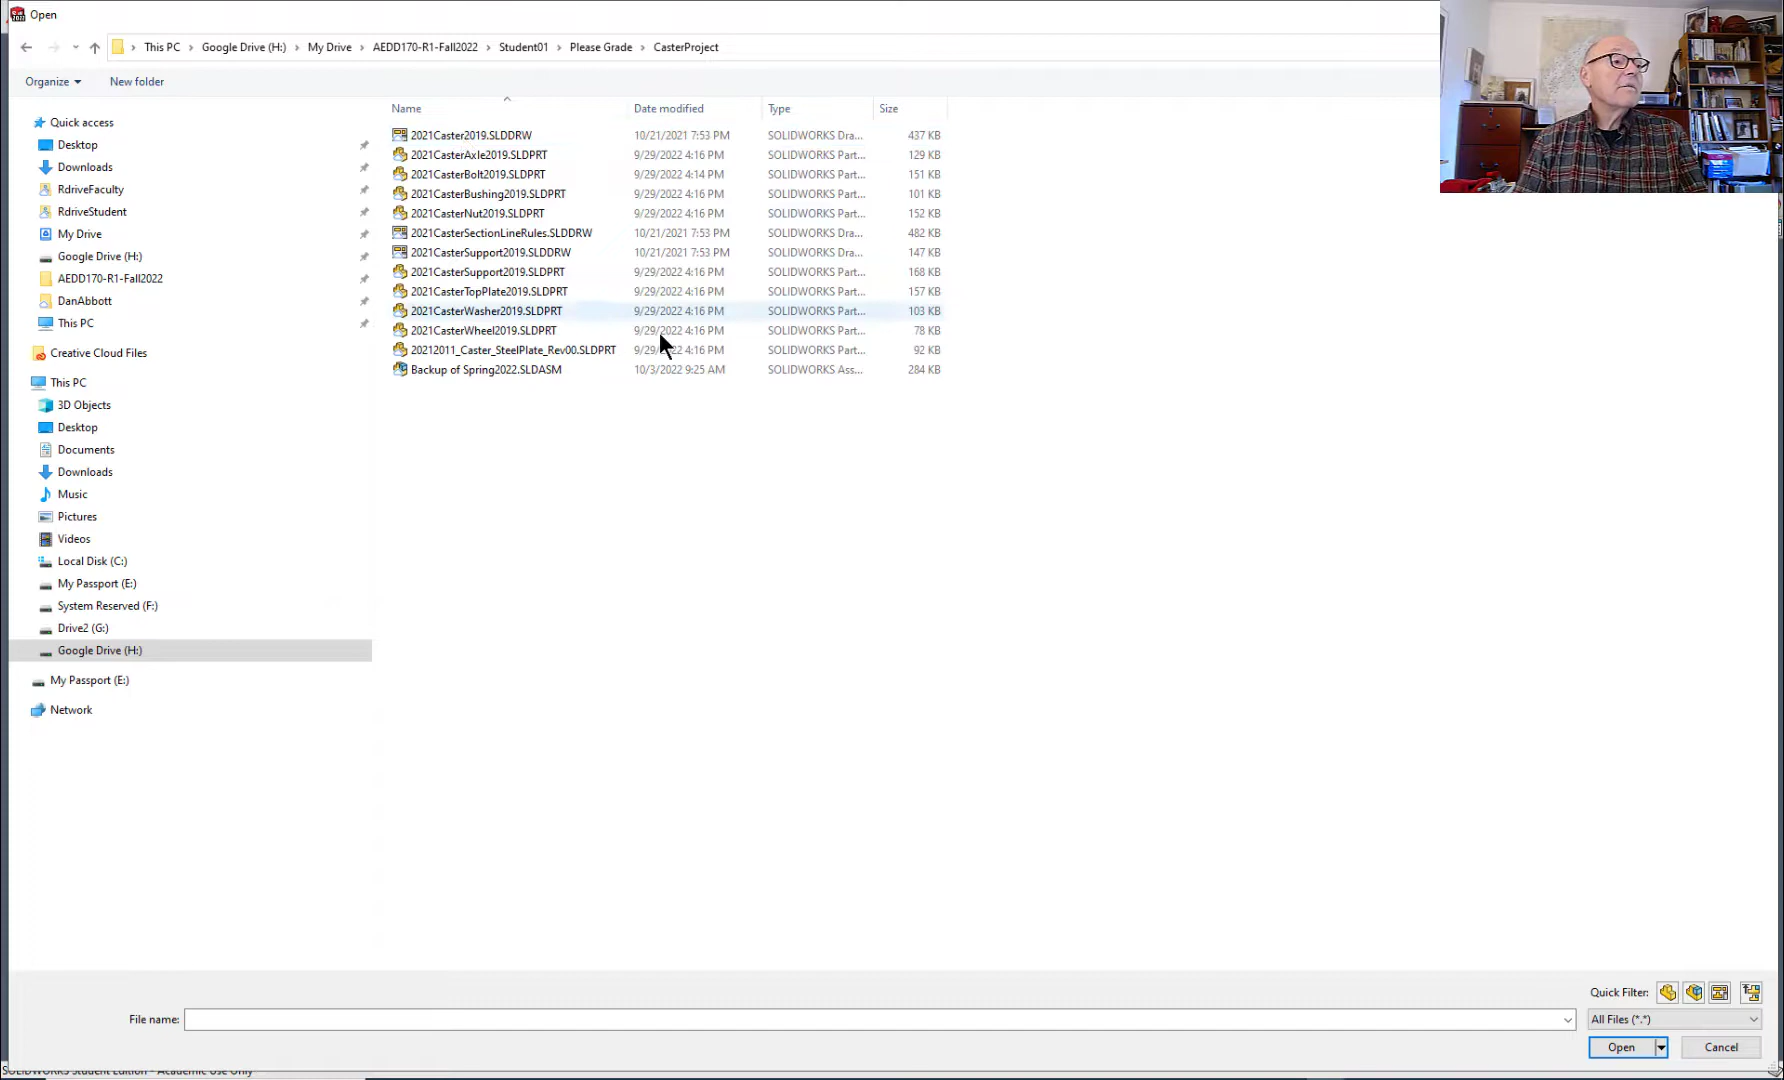 Open
This PC > Google Drive (H:) > My Drive > AEDD170-R1-Fall2022 > Student01 > Please Grade > CasterProject
Organize New folder
Name Date modified Type Size
Quick access
Desktop
Downloads
RdriveFaculty
RdriveStudent
My Drive
Google Drive (H:)
AEDD170-R1-Fall2022
DanAbbott
This PC
Creative Cloud Files
This PC
3D Objects
Desktop
Documents
Downloads
Music
Pictures
Videos
Local Disk (C:)
My Passport (E:)
System Reserved (F:)
Drive2 (G:)
Google Drive (H:)
My Passport (E:)
Network
2021Caster2019.SLDDRW 10/21/2021 7:53 PM SOLIDWORKS Dra... 437 KB
2021CasterAxle2019.SLDPRT 9/29/2022 4:16 PM SOLIDWORKS Part... 129 KB
2021CasterBolt2019.SLDPRT 9/29/2022 4:14 PM SOLIDWORKS Part... 151 KB
2021CasterBushing2019.SLDPRT 9/29/2022 4:16 PM SOLIDWORKS Part... 101 KB
2021CasterNut2019.SLDPRT 9/29/2022 4:16 PM SOLIDWORKS Part... 152 KB
2021CasterSectionLineRules.SLDDRW 10/21/2021 7:53 PM SOLIDWORKS Dra... 482 KB
2021CasterSupport2019.SLDDRW 10/21/2021 7:53 PM SOLIDWORKS Dra... 147 KB
2021CasterSupport2019.SLDPRT 9/29/2022 4:16 PM SOLIDWORKS Part... 168 KB
2021CasterTopPlate2019.SLDPRT 9/29/2022 4:16 PM SOLIDWORKS Part... 157 KB
2021CasterWasher2019.SLDPRT 9/29/2022 4:16 PM SOLIDWORKS Part... 103 KB
2021CasterWheel2019.SLDPRT 9/29/2022 4:16 PM SOLIDWORKS Part... 78 KB
20212011_Caster_SteelPlate_Rev00.SLDPRT 4:16 PM SOLIDWORKS Part... 92 KB
Backup of Spring2022.SLDASM 10/3/2022 9:25 AM SOLIDWORKS Ass... 284 KB
Quick Filter:
File name: All Files (*.*)
Open Cancel
SOLIDWORKS Student Edition - Academic Use Only